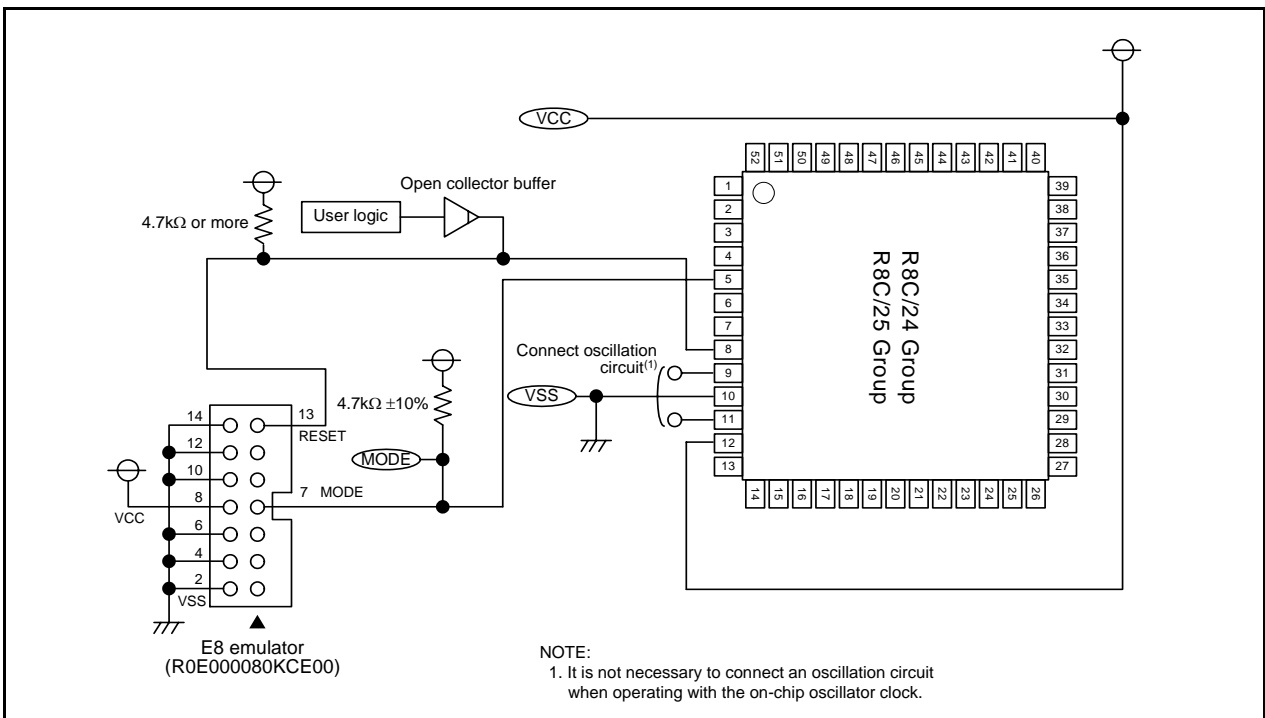 VCC
52 51 50 49 48 47 46 45 44 43 42 41 40
Open collector buffer
4.7kΩ or more
User logic
1
2
3
4
5
6
7
8
9
10
11
12
13
39
38
37
36
35
34
33
32
31
30
29
28
27
R8C/24 Group
R8C/25 Group
Connect oscillation
circuit(1)
VSS
4.7kΩ ±10%
MODE
14 15 16 17 18 19 20 21 22 23 24 25 26
14
13
RESET
12
10
8
7 MODE
VCC
6
4
2
VSS
E8 emulator
(R0E000080KCE00)
NOTE:
1. It is not necessary to connect an oscillation circuit
when operating with the on-chip oscillator clock.